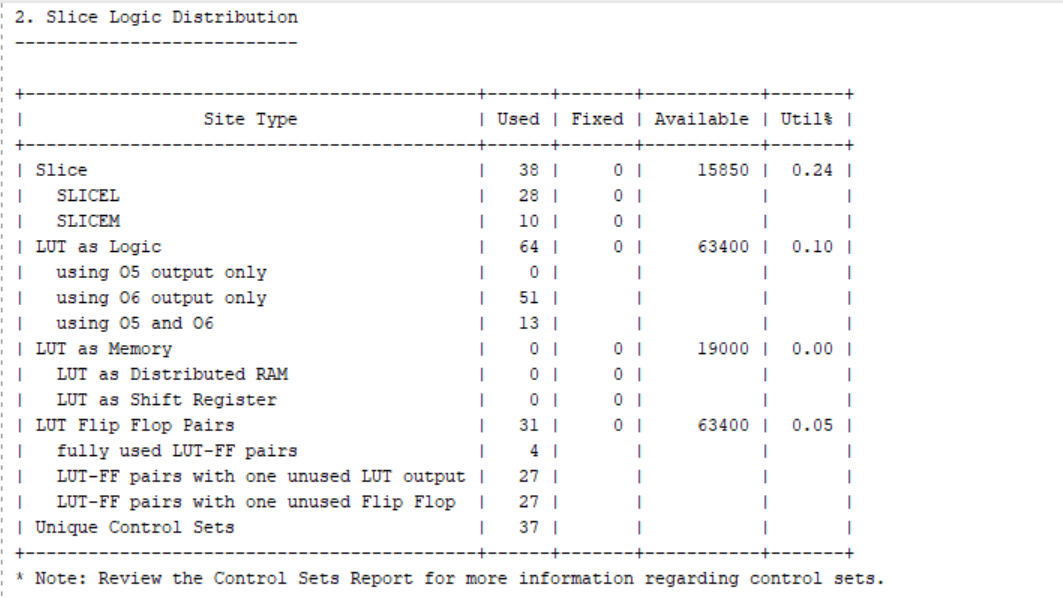 2. Slice Logic Distribution
---------------------------
+-------------------------------------------+------+-------+-----------+-------+
|                 Site Type                 | Used | Fixed | Available | Util% |
+-------------------------------------------+------+-------+-----------+-------+
| Slice                                     |   38 |     0 |     15850 |  0.24 |
|   SLICEL                                  |   28 |     0 |           |       |
|   SLICEM                                  |   10 |     0 |           |       |
| LUT as Logic                              |   64 |     0 |     63400 |  0.10 |
|   using O5 output only                    |    0 |       |           |       |
|   using O6 output only                    |   51 |       |           |       |
|   using O5 and O6                         |   13 |       |           |       |
| LUT as Memory                             |    0 |     0 |     19000 |  0.00 |
|   LUT as Distributed RAM                  |    0 |     0 |           |       |
|   LUT as Shift Register                   |    0 |     0 |           |       |
| LUT Flip Flop Pairs                       |   31 |     0 |     63400 |  0.05 |
|   fully used LUT-FF pairs                 |    4 |       |           |       |
|   LUT-FF pairs with one unused LUT output |   27 |       |           |       |
|   LUT-FF pairs with one unused Flip Flop  |   27 |       |           |       |
| Unique Control Sets                       |   37 |       |           |       |
+-------------------------------------------+------+-------+-----------+-------+
* Note: Review the Control Sets Report for more information regarding control sets.